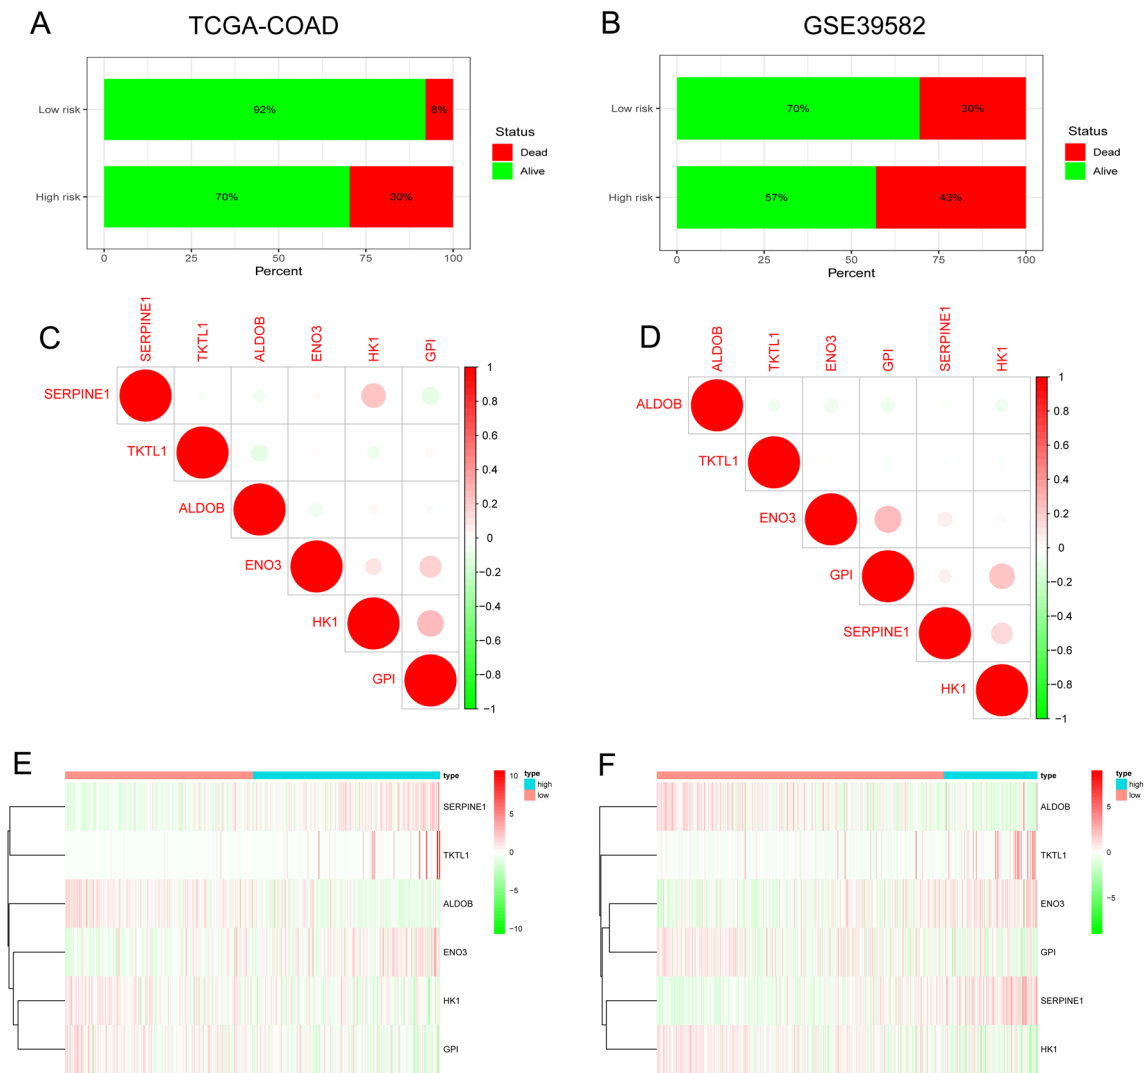 A
TCGA-COAD
Low risk
92%
8%
High risk
70%
30%
0
25
50
75
100
Percent
Status
Dead
Alive
B
GSE39582
Low risk
70%
30%
High risk
57%
43%
0
25
50
75
100
Percent
Status
Dead
Alive
C
SERPINE1
TKTL1
ALDOB
ENO3
HK1
GPI
SERPINE1
TKTL1
ALDOB
ENO3
HK1
GPI
1
0.8
0.6
0.4
0.2
0
−0.2
−0.4
−0.6
−0.8
−1
D
ALDOB
TKTL1
ENO3
GPI
SERPINE1
HK1
ALDOB
TKTL1
ENO3
GPI
SERPINE1
HK1
1
0.8
0.6
0.4
0.2
0
−0.2
−0.4
−0.6
−0.8
−1
E
type
SERPINE1
TKTL1
ALDOB
ENO3
HK1
GPI
10
5
0
−5
−10
type
high
low
F
type
ALDOB
TKTL1
ENO3
GPI
SERPINE1
HK1
5
0
−5
type
high
low